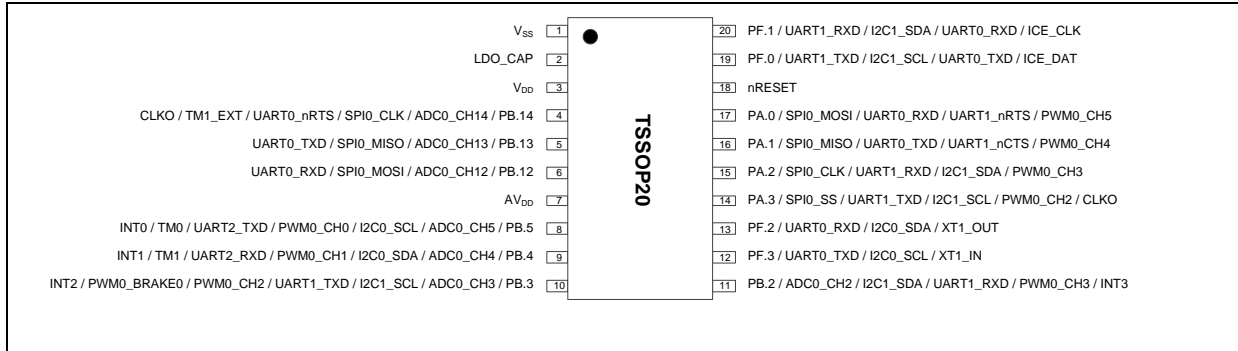 VSS 1
LDO_CAP 2
VDD 3
CLKO / TM1_EXT / UART0_nRTS / SPI0_CLK / ADC0_CH14 / PB.14 4
UART0_TXD / SPI0_MISO / ADC0_CH13 / PB.13 5
UART0_RXD / SPI0_MOSI / ADC0_CH12 / PB.12 6
AVDD 7
INT0 / TM0 / UART2_TXD / PWM0_CH0 / I2C0_SCL / ADC0_CH5 / PB.5 8
INT1 / TM1 / UART2_RXD / PWM0_CH1 / I2C0_SDA / ADC0_CH4 / PB.4 9
INT2 / PWM0_BRAKE0 / PWM0_CH2 / UART1_TXD / I2C1_SCL / ADC0_CH3 / PB.3 10
TSSOP20
20 PF.1 / UART1_RXD / I2C1_SDA / UART0_RXD / ICE_CLK
19 PF.0 / UART1_TXD / I2C1_SCL / UART0_TXD / ICE_DAT
18 nRESET
17 PA.0 / SPI0_MOSI / UART0_RXD / UART1_nRTS / PWM0_CH5
16 PA.1 / SPI0_MISO / UART0_TXD / UART1_nCTS / PWM0_CH4
15 PA.2 / SPI0_CLK / UART1_RXD / I2C1_SDA / PWM0_CH3
14 PA.3 / SPI0_SS / UART1_TXD / I2C1_SCL / PWM0_CH2 / CLKO
13 PF.2 / UART0_RXD / I2C0_SDA / XT1_OUT
12 PF.3 / UART0_TXD / I2C0_SCL / XT1_IN
11 PB.2 / ADC0_CH2 / I2C1_SDA / UART1_RXD / PWM0_CH3 / INT3